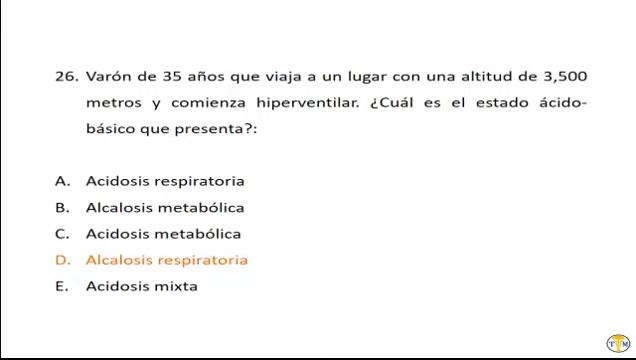 26. Varón de 35 años que viaja a un lugar con una altitud de 3,500
metros y comienza hiperventilar. ¿Cuál es el estado ácido-
básico que presenta?:
A. Acidosis respiratoria
B. Alcalosis metabólica
C. Acidosis metabólica
D. Alcalosis respiratoria
E. Acidosis mixta
T M